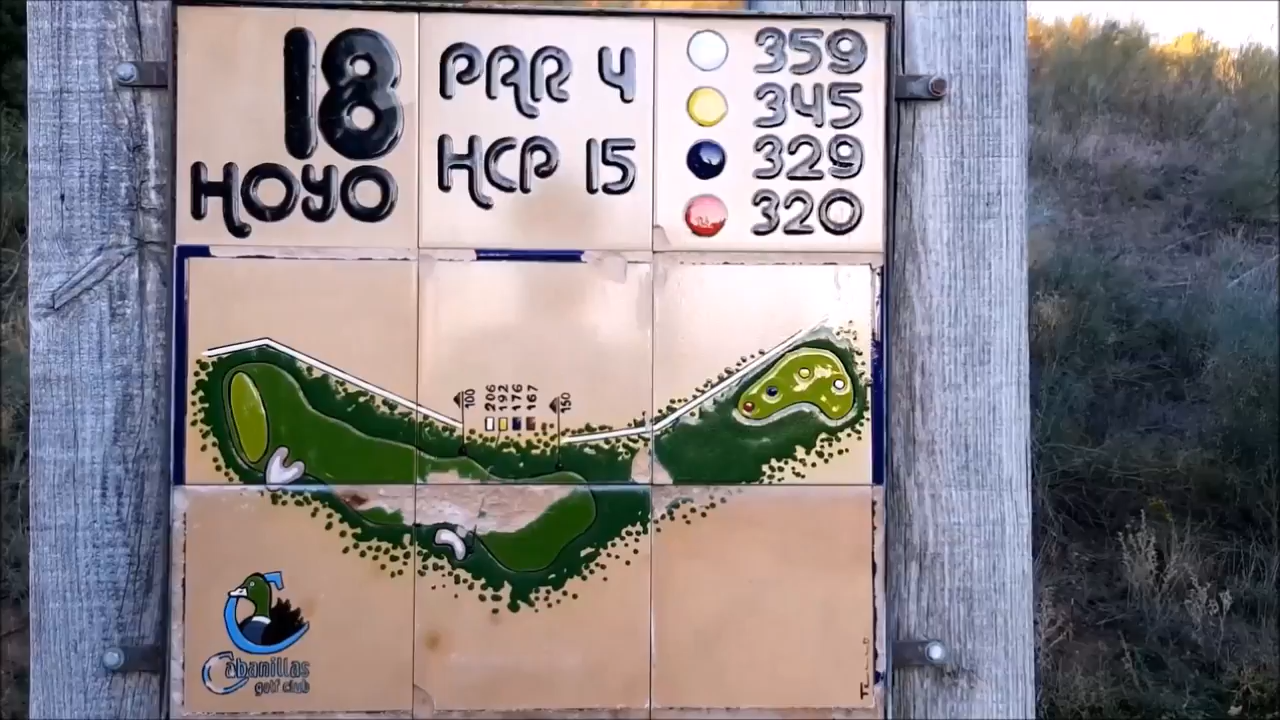 18
HOYO
PAR 4
HCP 15
359
345
329
320
100
206
192
176
167
150
Cabanillas
golf club